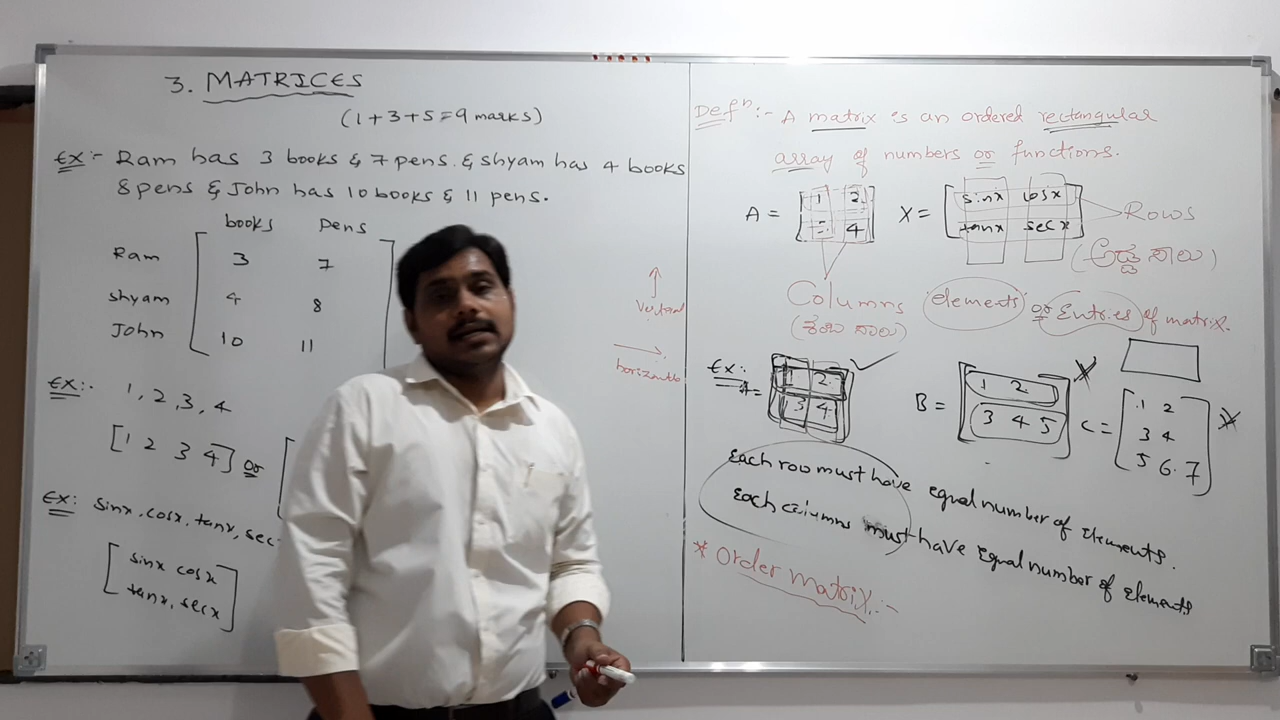 3. MATRICES
(1+3+5=9 marks)
Ex:- Ram has 3 books & 7 pens. & shyam has 4 books
8 pens & John has 10 books & 11 pens.
books Pens
Ram 3 7
shyam 4 8
John 10 11
Ex:- 1, 2, 3, 4
[1 2 3 4] or [
Ex: sinx, cosx, tanx, sec
[sinx cosx
tanx, secx]
vertical
horizontal
Defⁿ:- A matrix is an ordered rectangular
array of numbers or functions.
A = [1 2
4] X = [sinx cosx
tanx secx] Rows
(ಅಡ್ಡ ಸಾಲು)
Columns
(ಕಂಬ ಸಾಲು)
elements or Entries of matrix.
Ex:
A = [1 2
3 4] ✓
B = [1 2
3 4 5] ✗
C = [1 2
3 4
5 6. 7] ✗
Each row must have equal number of elements.
Each columns must have equal number of elements
* Order matrix:-